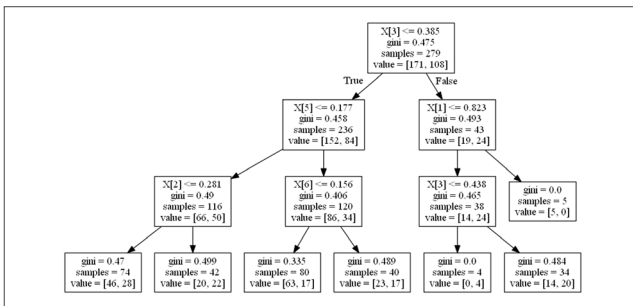 X[3] <= 0.385
gini = 0.475
samples = 279
value = [171, 108]
True
False
X[5] <= 0.177
gini = 0.458
samples = 236
value = [152, 84]
X[1] <= 0.823
gini = 0.493
samples = 43
value = [19, 24]
X[2] <= 0.281
gini = 0.49
samples = 116
value = [66, 50]
X[6] <= 0.156
gini = 0.406
samples = 120
value = [86, 34]
X[3] <= 0.438
gini = 0.465
samples = 38
value = [14, 24]
gini = 0.0
samples = 5
value = [5, 0]
gini = 0.47
samples = 74
value = [46, 28]
gini = 0.499
samples = 42
value = [20, 22]
gini = 0.335
samples = 80
value = [63, 17]
gini = 0.489
samples = 40
value = [23, 17]
gini = 0.0
samples = 4
value = [0, 4]
gini = 0.484
samples = 34
value = [14, 20]